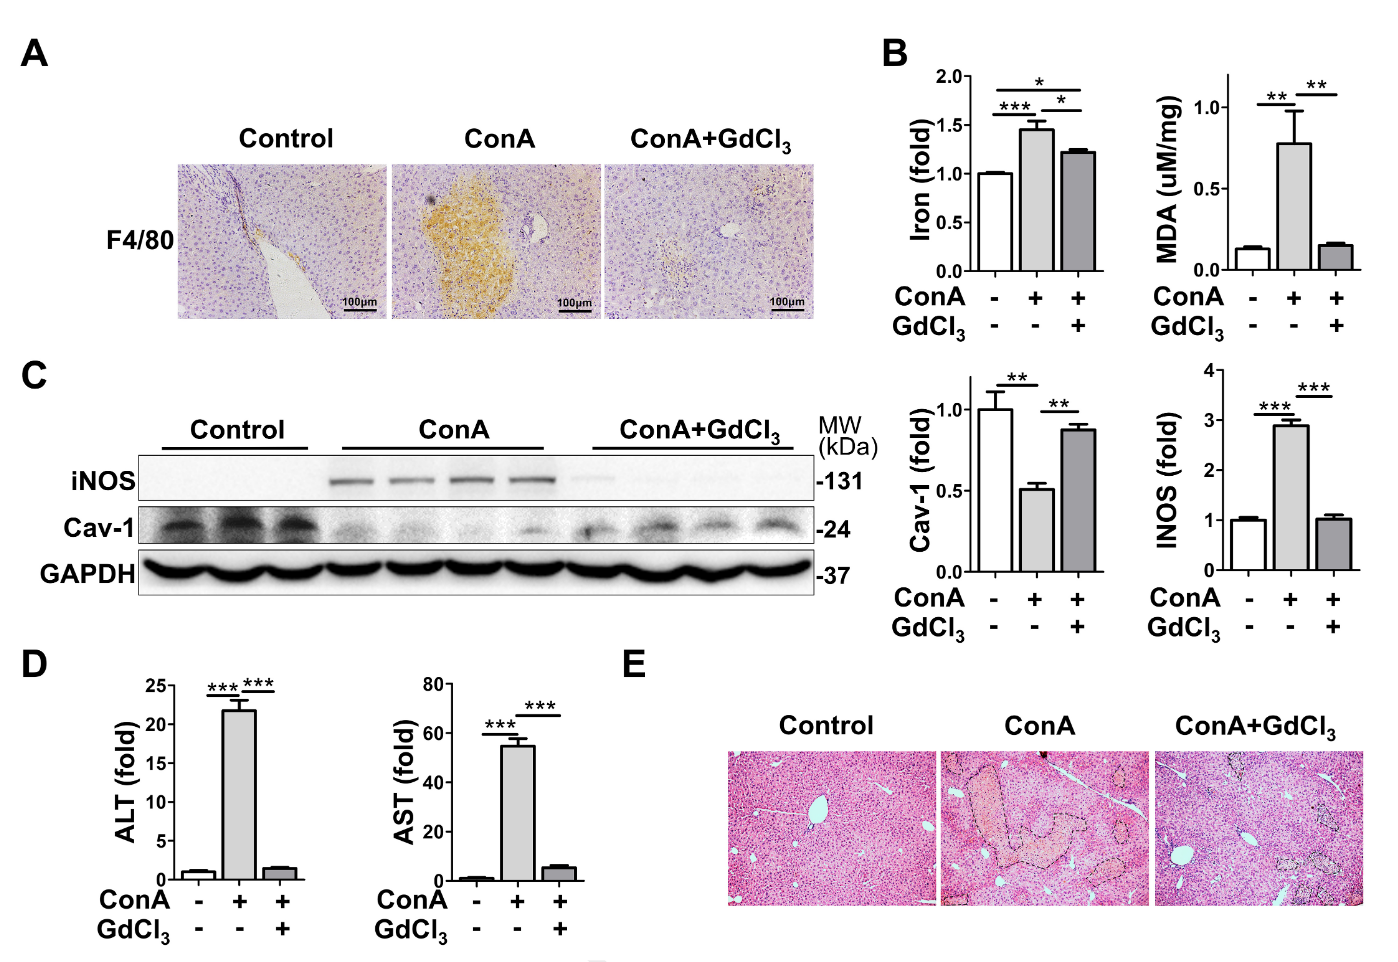 A
Control ConA ConA+GdCl3
F4/80
100μm 100μm 100μm
B
Iron (fold)
2.0
1.5
1.0
0.5
0.0
* *** *
ConA - + +
GdCl3 - - +
MDA (uM/mg)
1.0
0.5
0.0
** **
ConA - + +
GdCl3 - - +
Cav-1 (fold)
1.0
0.5
0.0
** **
ConA - + +
GdCl3 - - +
INOS (fold)
4
3
2
1
0
*** ***
ConA - + +
GdCl3 - - +
C
Control ConA ConA+GdCl3 MW
(kDa)
iNOS -131
Cav-1 -24
GAPDH -37
D
ALT (fold)
25
20
15
10
5
0
*** ***
ConA - + +
GdCl3 - - +
AST (fold)
80
60
40
20
0
*** ***
ConA - + +
GdCl3 - - +
E
Control ConA ConA+GdCl3